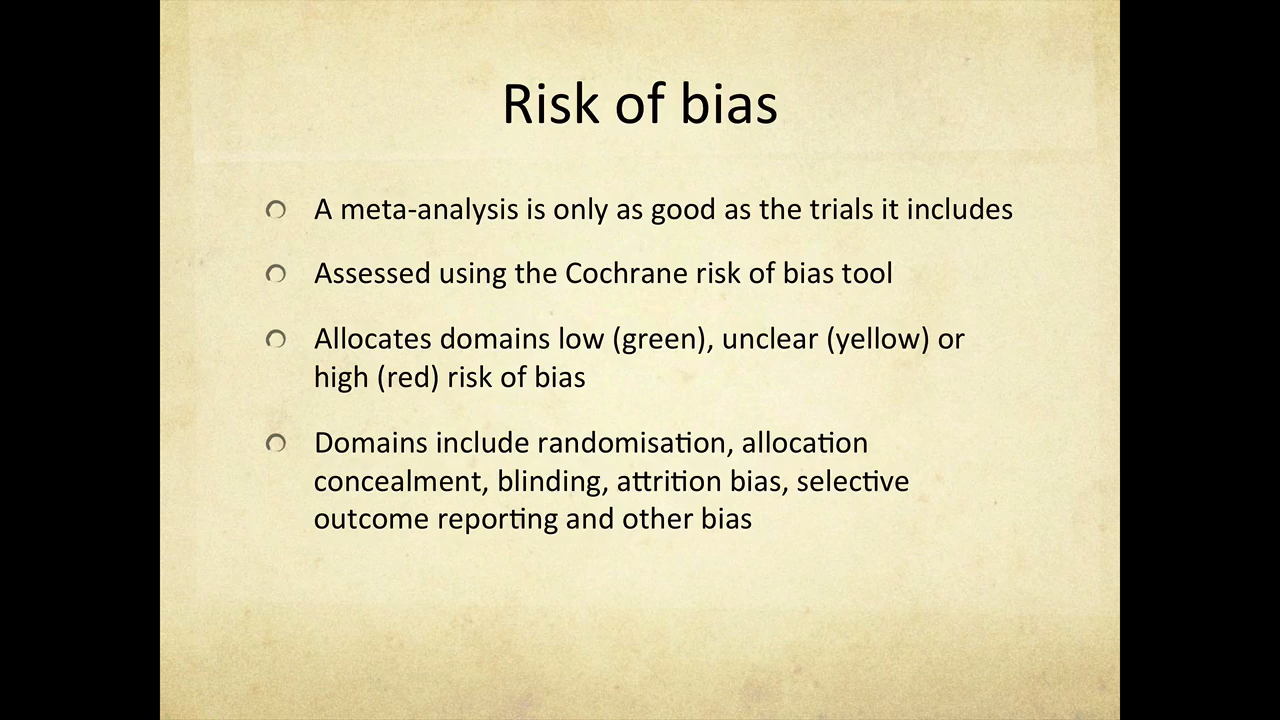 Risk of bias
A meta-analysis is only as good as the trials it includes
Assessed using the Cochrane risk of bias tool
Allocates domains low (green), unclear (yellow) or
high (red) risk of bias
Domains include randomisation, allocation
concealment, blinding, attrition bias, selective
outcome reporting and other bias